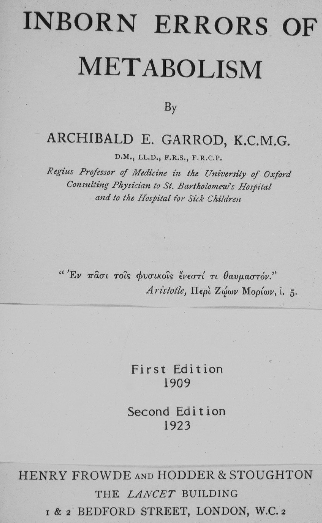 INBORN ERRORS OF
METABOLISM
By
ARCHIBALD E. GARROD, K.C.M.G.
D.M., LL.D., F.R.S., F.R.C.P.
Regius Professor of Medicine in the University of Oxford
Consulting Physician to St. Bartholomew's Hospital
and to the Hospital for Sick Children
“ Ἐν πᾶσι τοῖς φυσικοῖς ἔνεστί τι θαυμαστόν.”
Aristotle, Περὶ Ζῴων Μορίων, i. 5.
First Edition
1909
Second Edition
1923
HENRY FROWDE AND HODDER & STOUGHTON
THE LANCET BUILDING
1 & 2 BEDFORD STREET, LONDON, W.C. 2